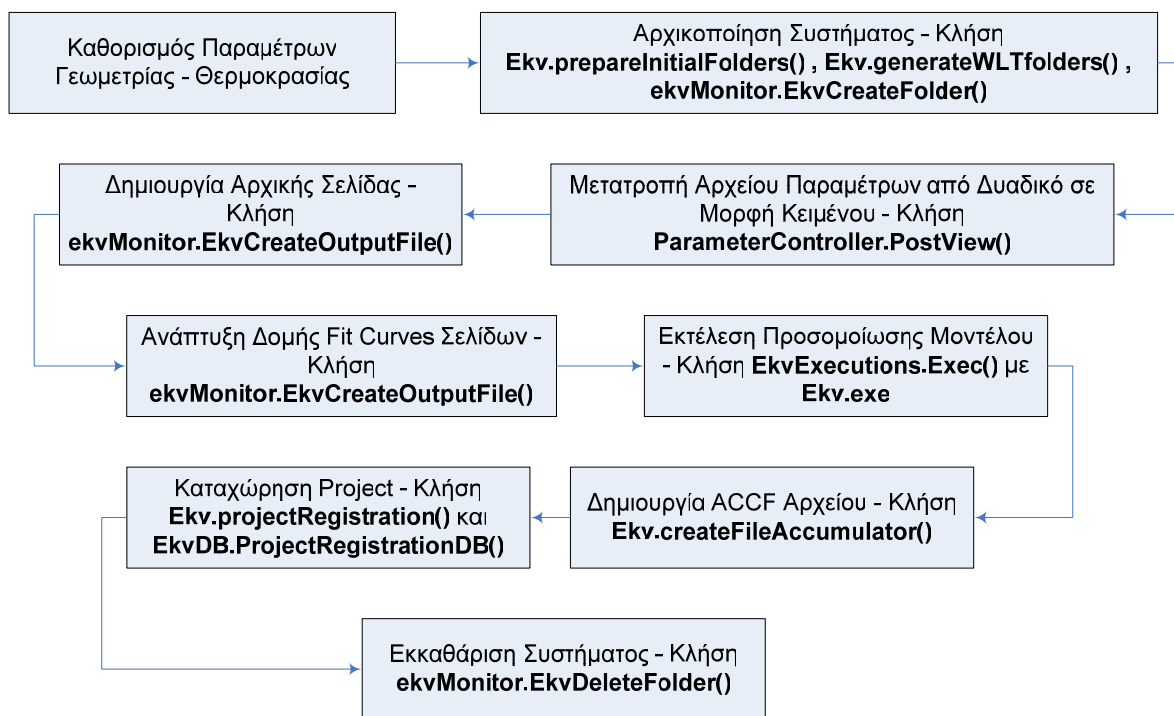 Καθορισμός Παραμέτρων
Γεωμετρίας - Θερμοκρασίας
Αρχικοποίηση Συστήματος - Κλήση
Ekv.prepareInitialFolders() , Ekv.generateWLTfolders() ,
ekvMonitor.EkvCreateFolder()
Μετατροπή Αρχείου Παραμέτρων από Δυαδικό σε
Μορφή Κειμένου - Κλήση
ParameterController.PostView()
Δημιουργία Αρχικής Σελίδας -
Κλήση
ekvMonitor.EkvCreateOutputFile()
Ανάπτυξη Δομής Fit Curves Σελίδων -
Κλήση
ekvMonitor.EkvCreateOutputFile()
Εκτέλεση Προσομοίωσης Μοντέλου
- Κλήση EkvExecutions.Exec() με
Ekv.exe
Δημιουργία ACCF Αρχείου - Κλήση
Ekv.createFileAccumulator()
Καταχώρηση Project - Κλήση
Ekv.projectRegistration() και
EkvDB.ProjectRegistrationDB()
Εκκαθάριση Συστήματος - Κλήση
ekvMonitor.EkvDeleteFolder()